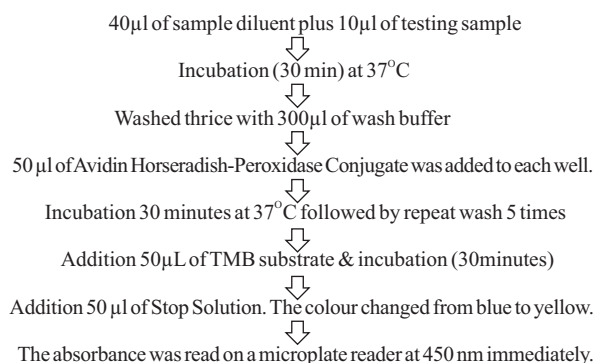 40µl of sample diluent plus 10µl of testing sample
Incubation (30 min) at 37°C
Washed thrice with 300µl of wash buffer
50 µl of Avidin Horseradish-Peroxidase Conjugate was added to each well.
Incubation 30 minutes at 37°C followed by repeat wash 5 times
Addition 50µL of TMB substrate & incubation (30minutes)
Addition 50 µl of Stop Solution. The colour changed from blue to yellow.
The absorbance was read on a microplate reader at 450 nm immediately.